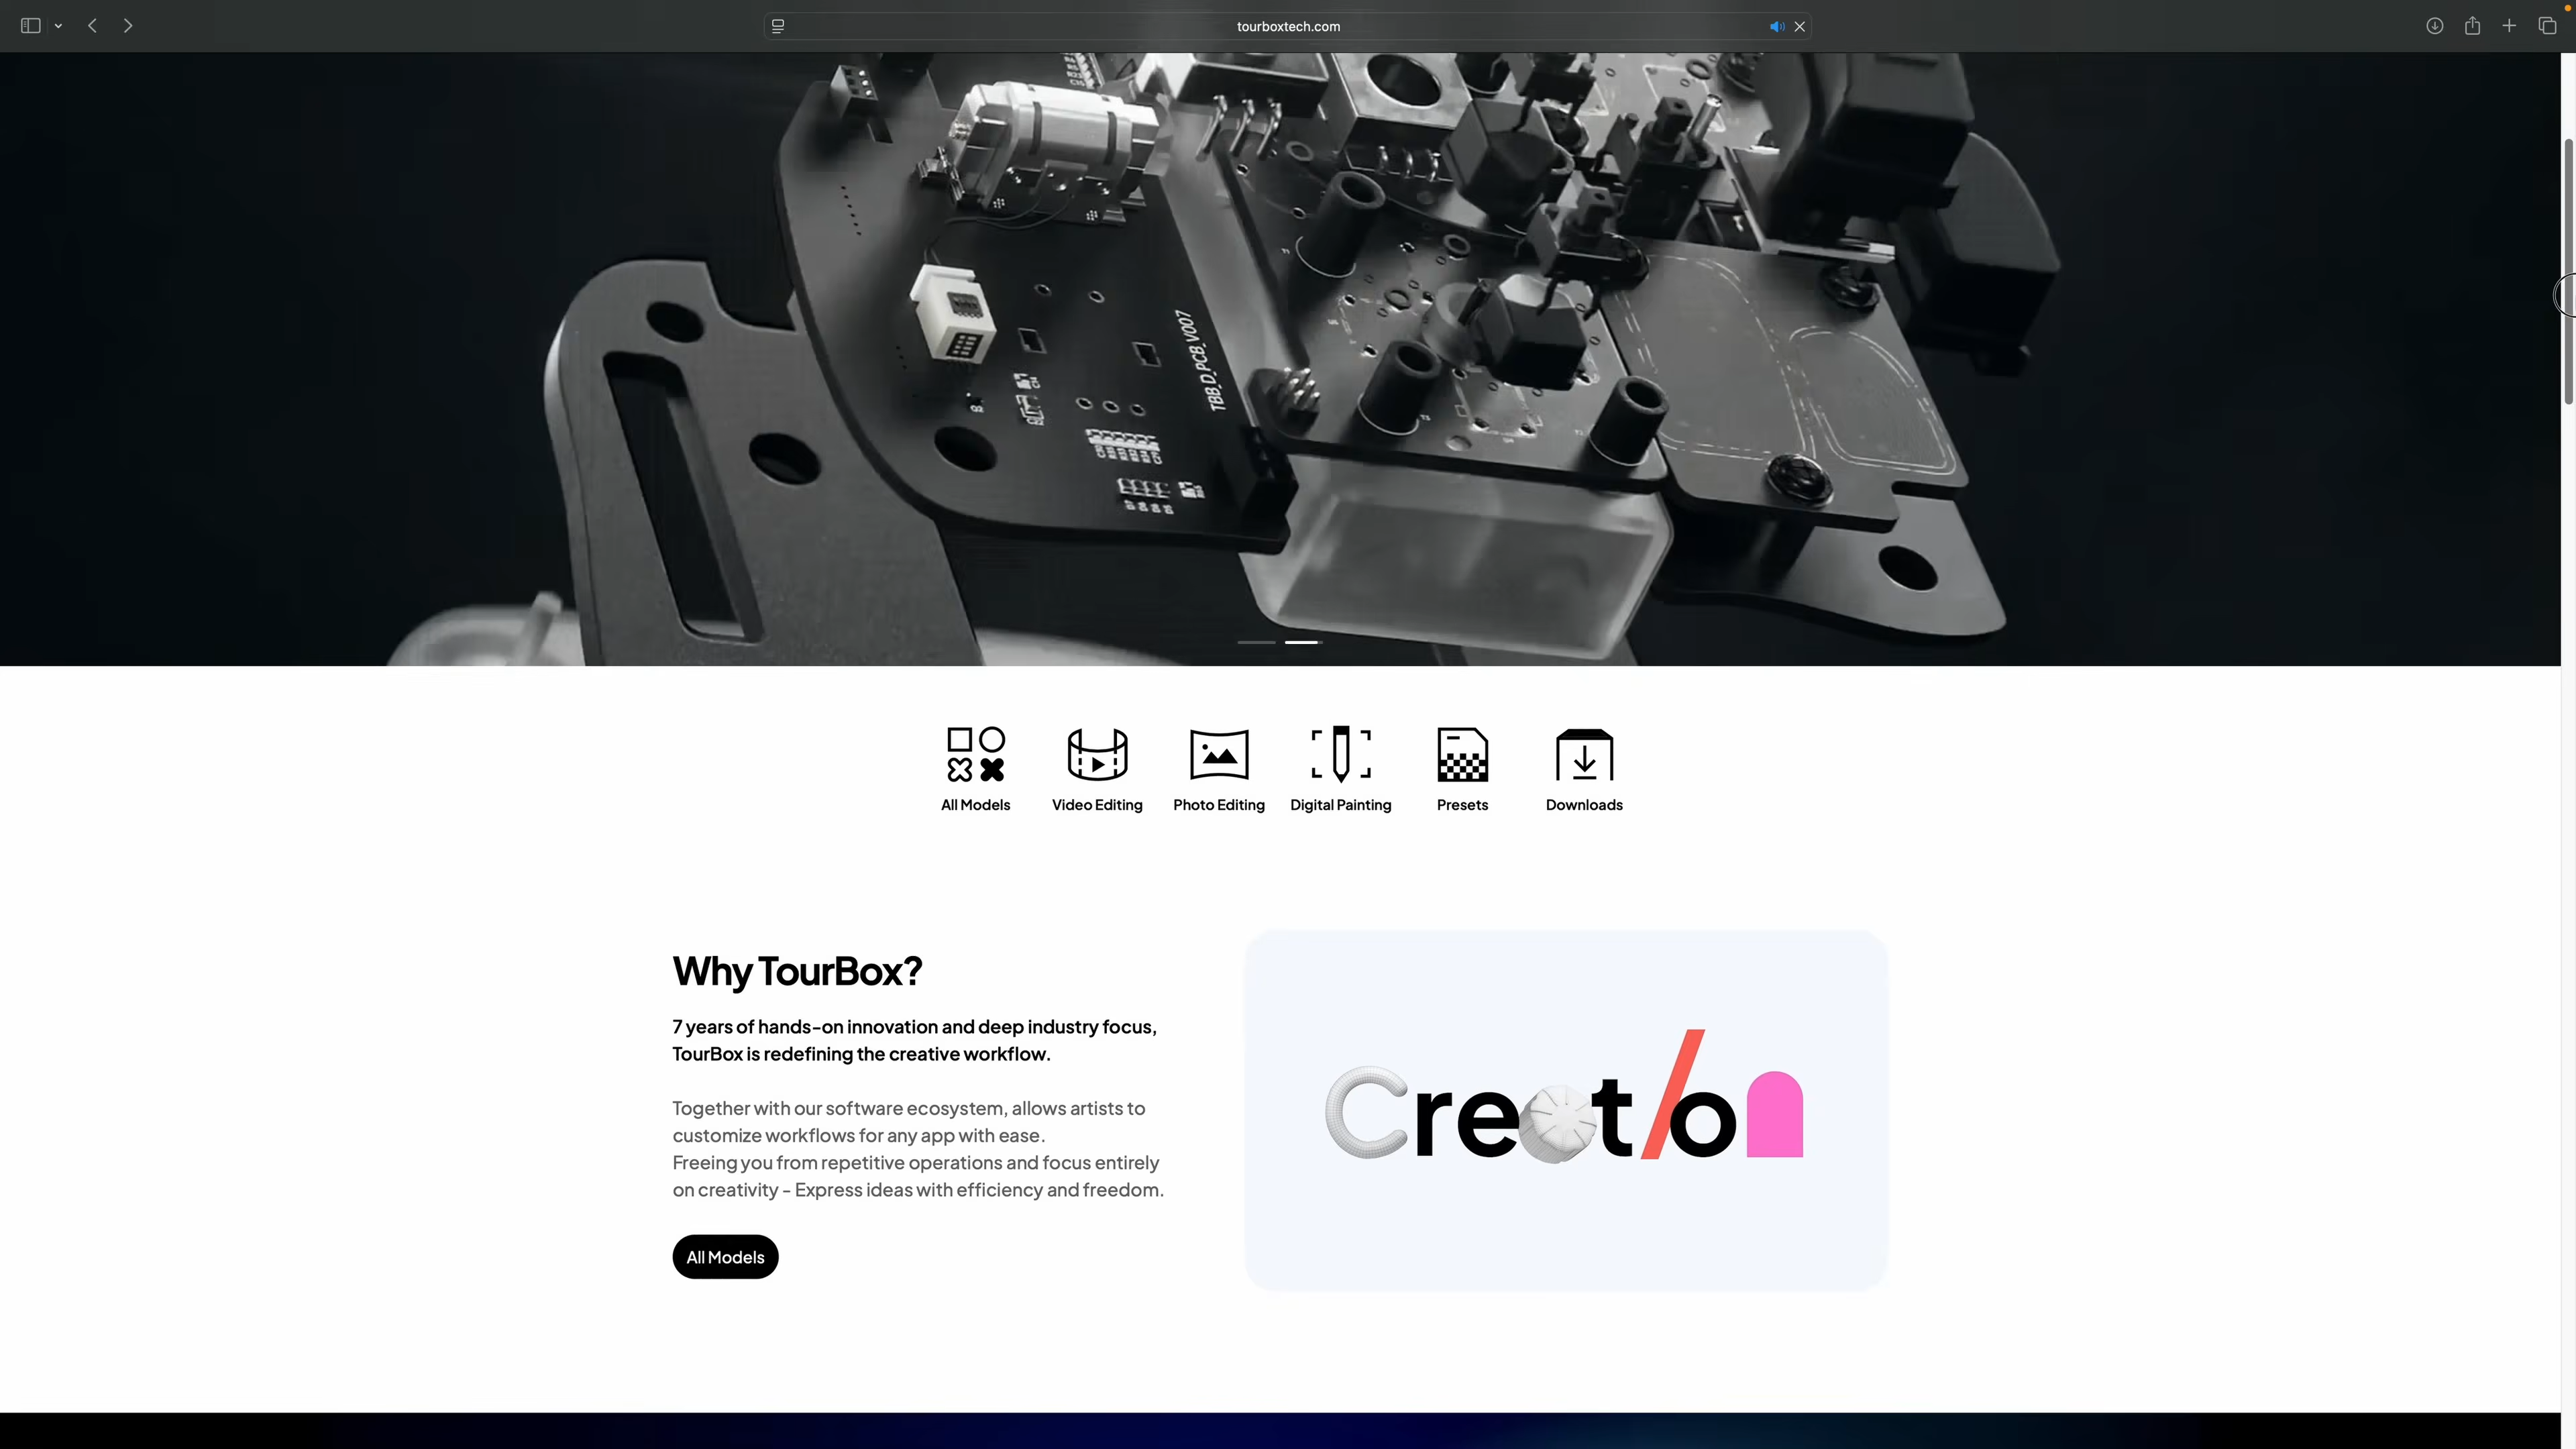 tourboxtech.com
TBB_D_PCB_V007
All Models
Video Editing
Photo Editing
Digital Painting
Presets
Downloads
Why TourBox?
7 years of hands-on innovation and deep industry focus,
TourBox is redefining the creative workflow.
Together with our software ecosystem, allows artists to
customize workflows for any app with ease.
Freeing you from repetitive operations and focus entirely
on creativity - Express ideas with efficiency and freedom.
All Models
Creation